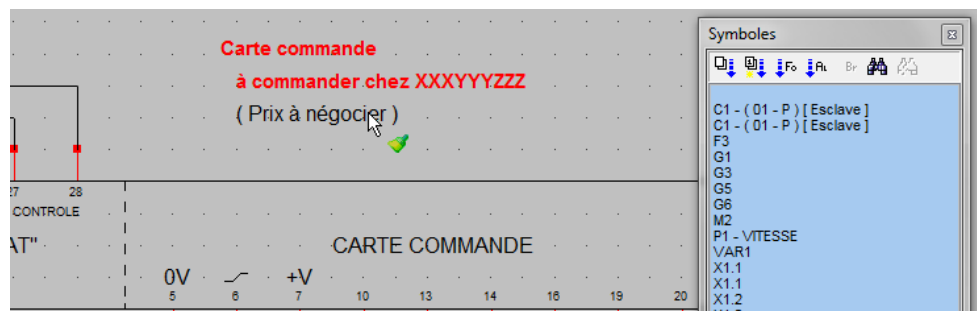 Carte commande
à commander chez XXXYYYZZZ
( Prix à négocier )
27 28
CONTROLE
AT"
CARTE COMMANDE
0V +V
5 6 7 10 13 14 16 19 20
Symboles
Fo Au Br
C1 - ( 01 - P ) [ Esclave ]
C1 - ( 01 - P ) [ Esclave ]
F3
G1
G3
G5
G6
M2
P1 - VITESSE
VAR1
X1.1
X1.1
X1.2